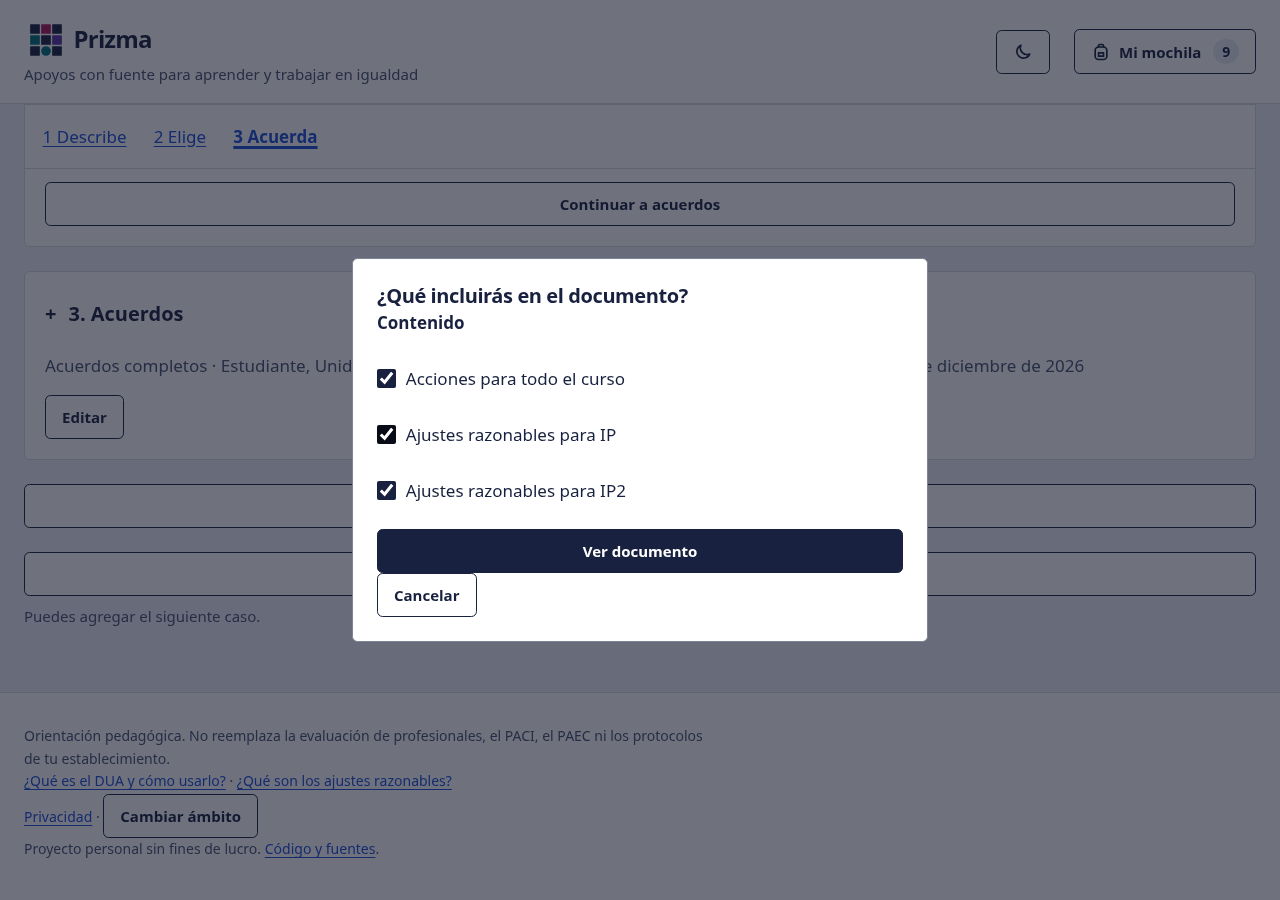 Prizma
Apoyos con fuente para aprender y trabajar en igualdad
Mi mochila 9
1 Describe 2 Elige 3 Acuerda
Continuar a acuerdos
+ 3. Acuerdos
Acuerdos completos · Estudiante, Unid
e diciembre de 2026
Editar
¿Qué incluirás en el documento?
Contenido
Acciones para todo el curso
Ajustes razonables para IP
Ajustes razonables para IP2
Ver documento
Cancelar
Puedes agregar el siguiente caso.
Orientación pedagógica. No reemplaza la evaluación de profesionales, el PACI, el PAEC ni los protocolos
de tu establecimiento.
¿Qué es el DUA y cómo usarlo? · ¿Qué son los ajustes razonables?
Privacidad · Cambiar ámbito
Proyecto personal sin fines de lucro. Código y fuentes.